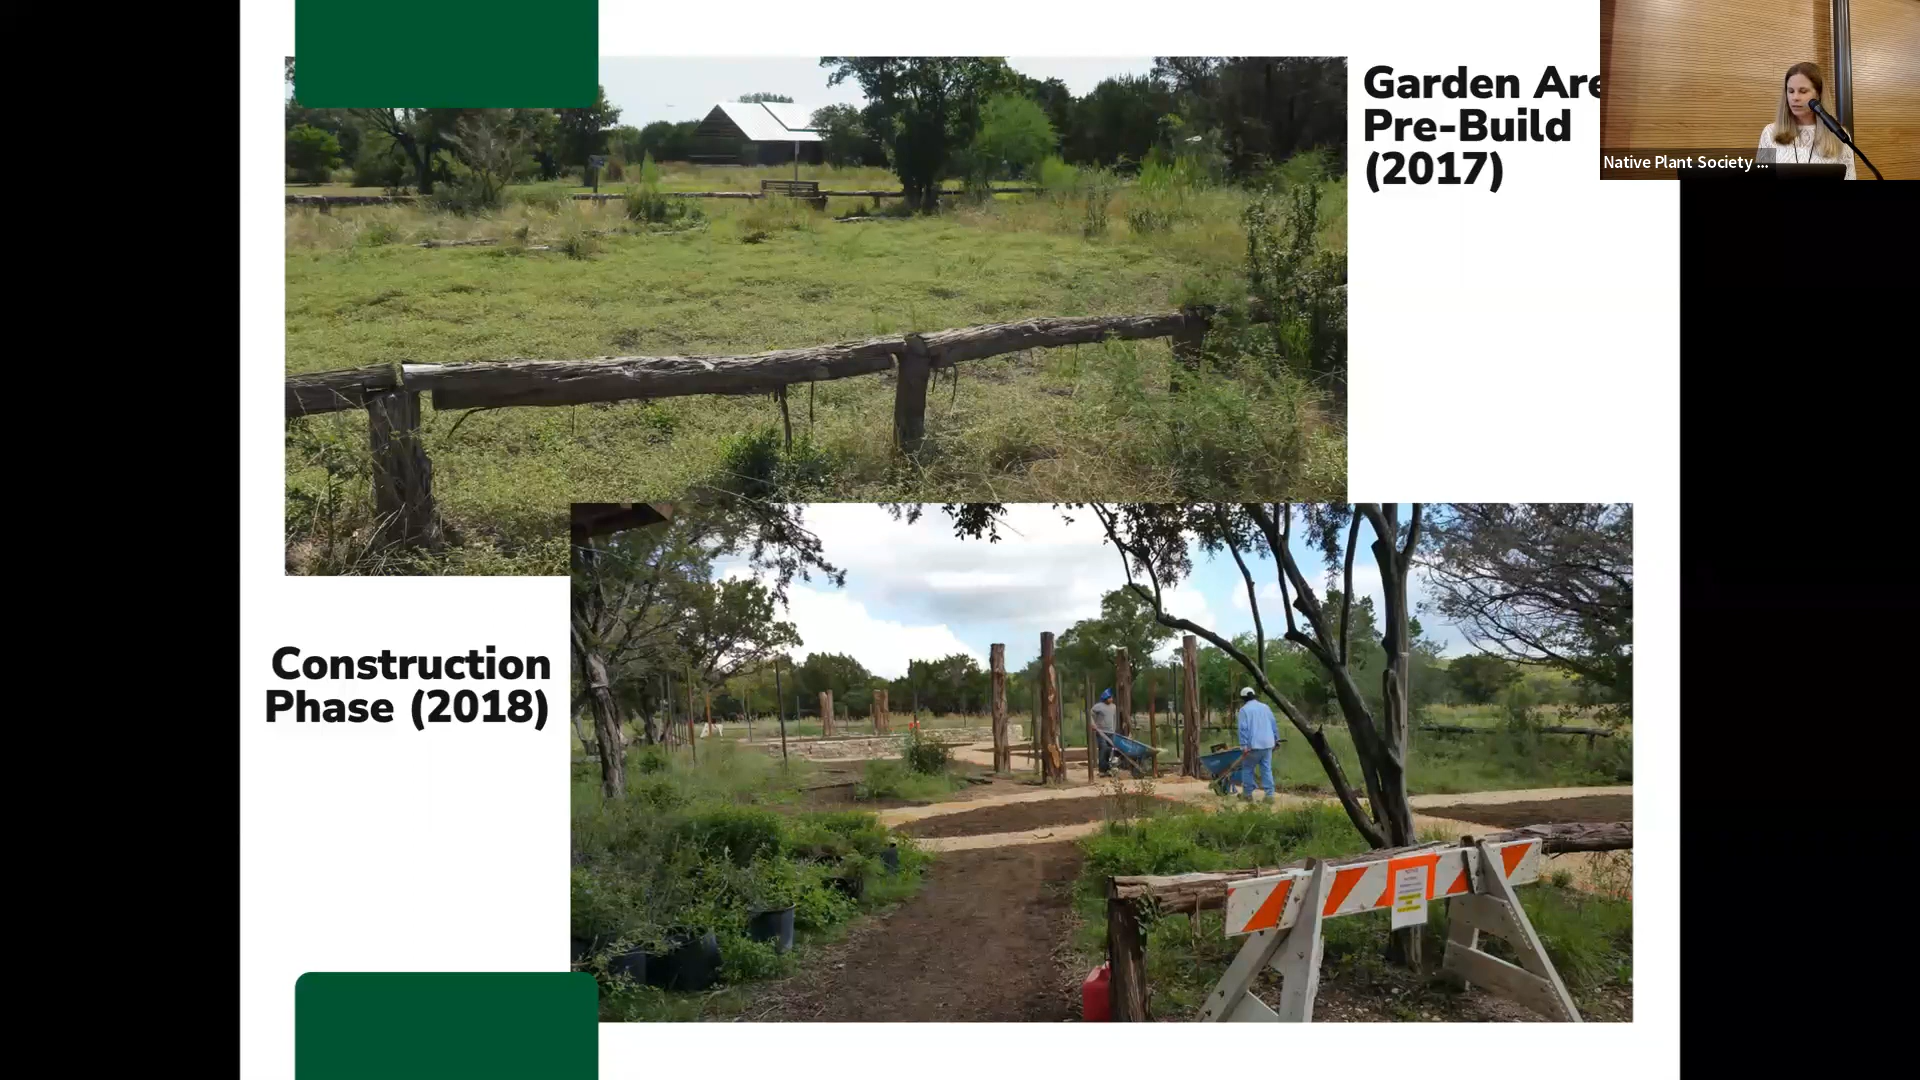 Garden Are
Pre-Build
(2017)
Native Plant Society ...
Construction
Phase (2018)